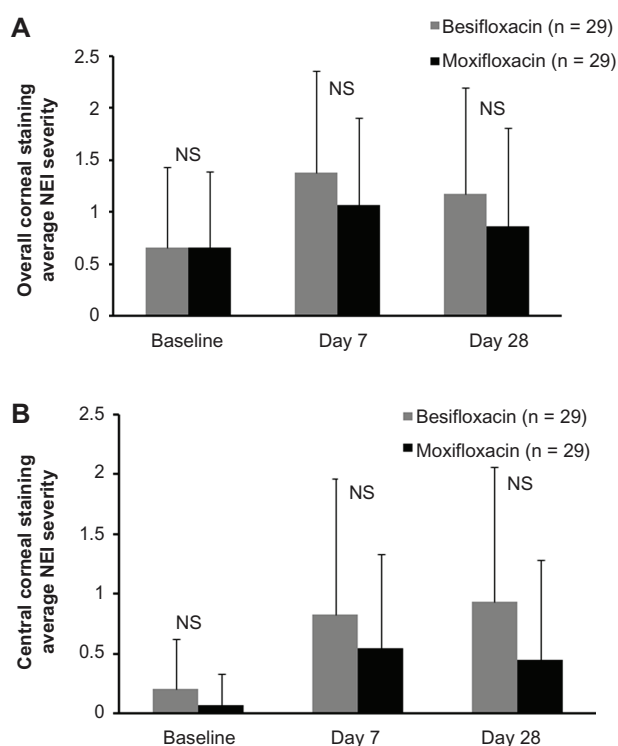 A
Besifloxacin (n = 29)
Moxifloxacin (n = 29)
Overall corneal staining
average NEI severity
2.5
2
1.5
1
0.5
0
NS
NS
NS
Baseline
Day 7
Day 28
B
Besifloxacin (n = 29)
Moxifloxacin (n = 29)
Central corneal staining
average NEI severity
2.5
2
1.5
1
0.5
0
NS
NS
NS
Baseline
Day 7
Day 28